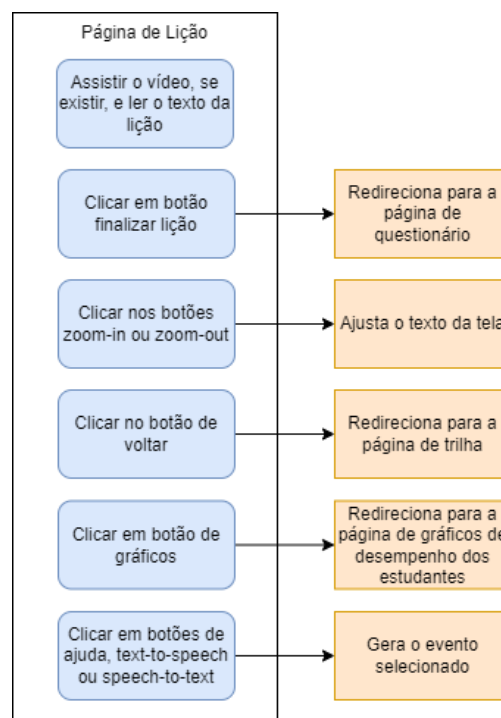 Página de Lição
Assistir o vídeo, se
existir, e ler o texto da
lição
Clicar em botão
finalizar lição
Redireciona para a
página de
questionário
Clicar nos botões
zoom-in ou zoom-out
Ajusta o texto da tela
Clicar no botão de
voltar
Redireciona para a
página de trilha
Clicar em botão de
gráficos
Redireciona para a
página de gráficos de
desempenho dos
estudantes
Clicar em botões de
ajuda, text-to-speech
ou speech-to-text
Gera o evento
selecionado